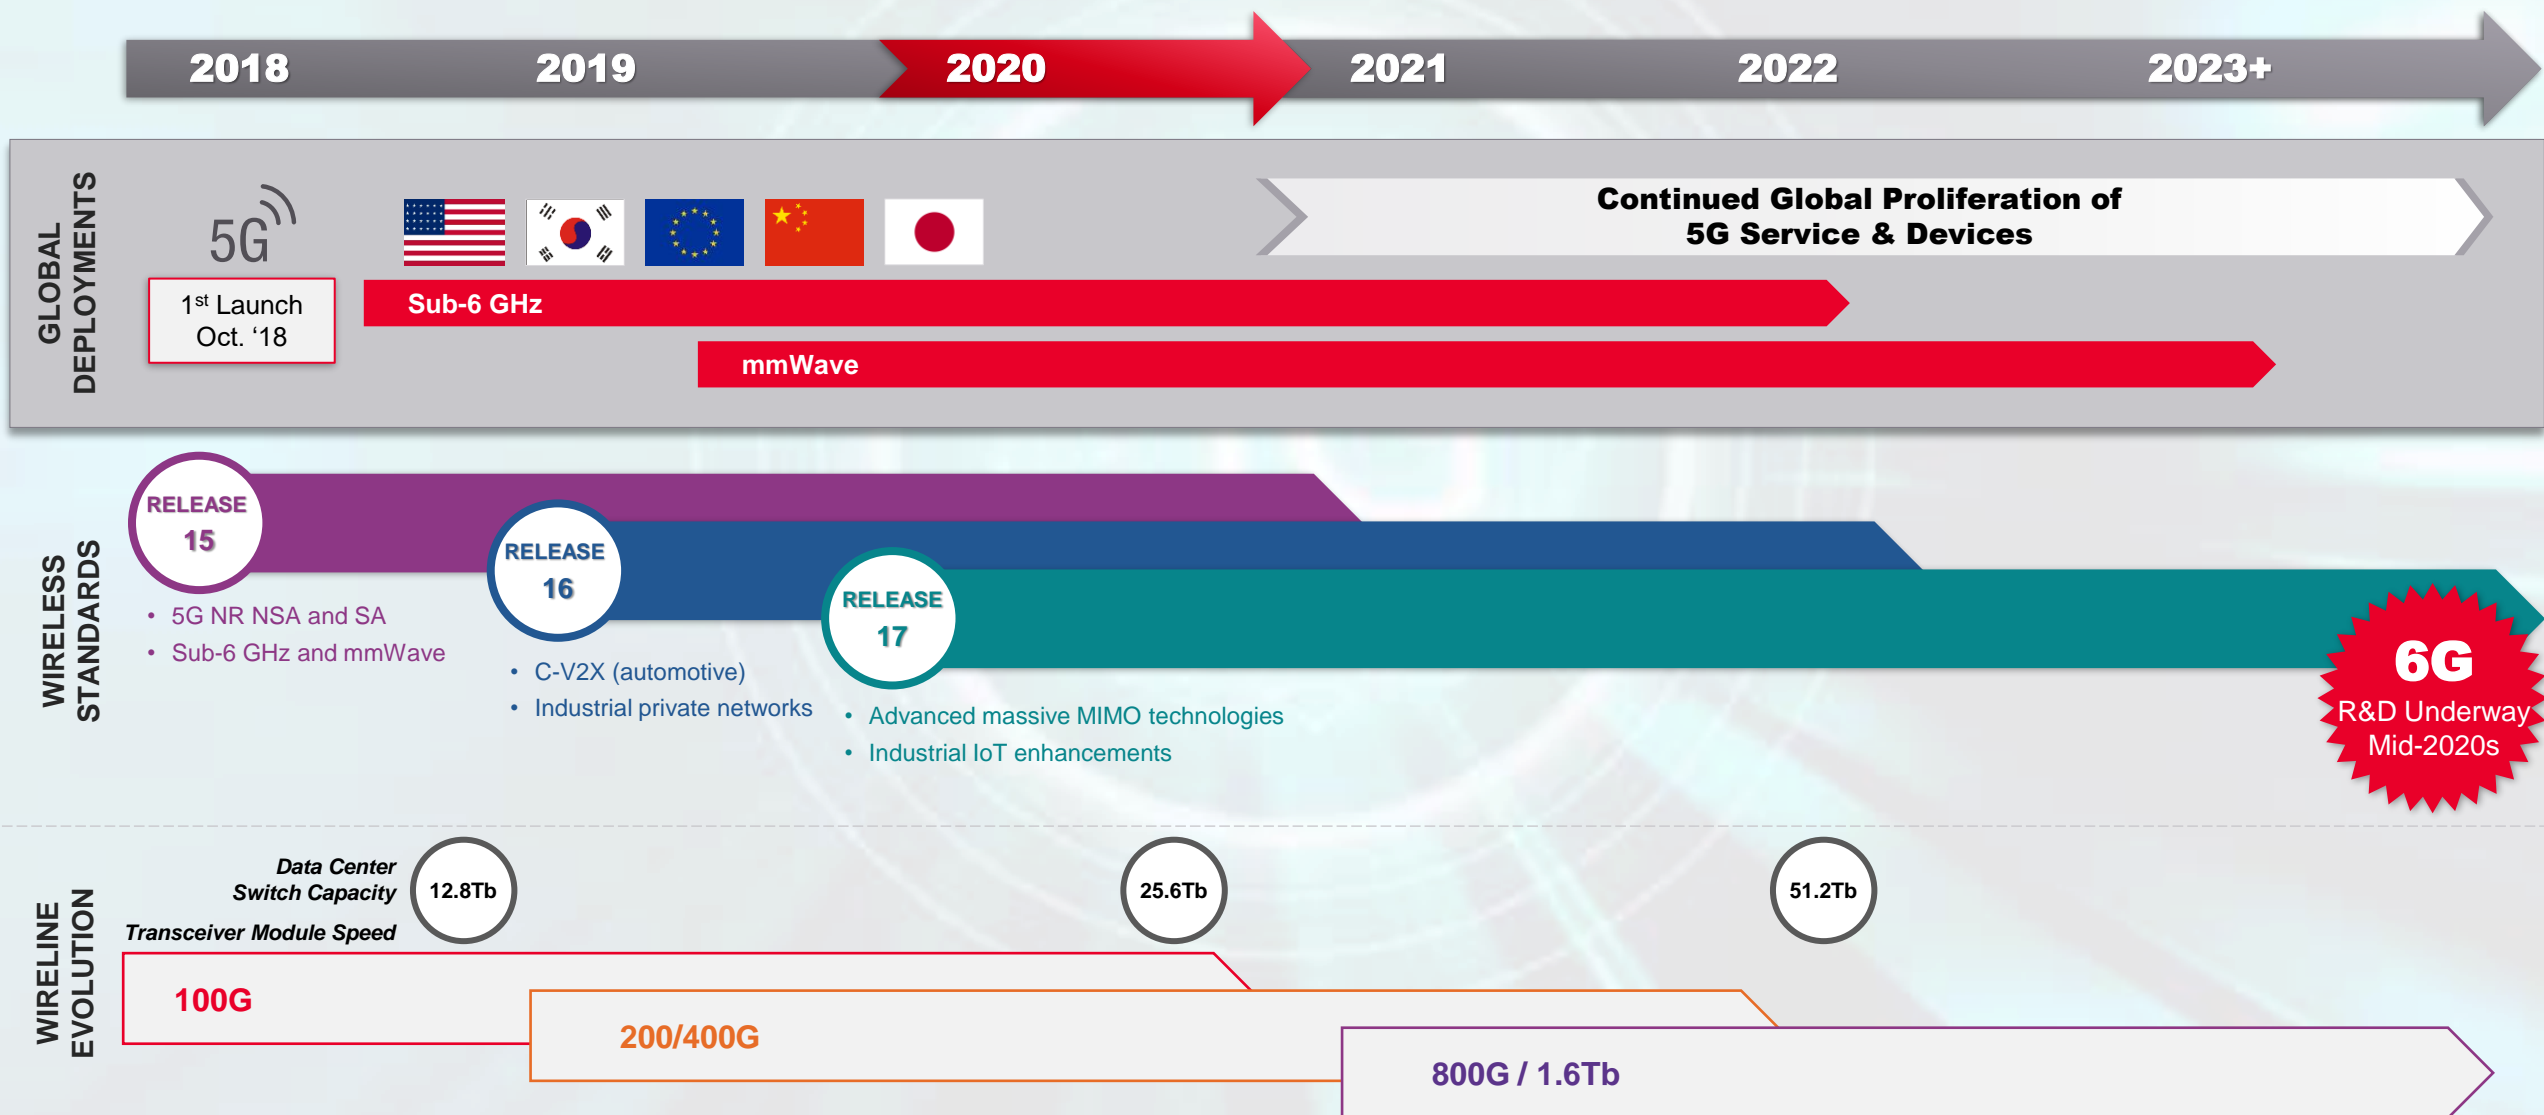 2018 2019 2020 2021 2022 2023+
GLOBAL
DEPLOYMENTS
5G
1st Launch
Oct. ‘18
Continued Global Proliferation of
5G Service & Devices
Sub-6 GHz
mmWave
WIRELESS
STANDARDS
RELEASE
15
• 5G NR NSA and SA
• Sub-6 GHz and mmWave
RELEASE
16
• C-V2X (automotive)
• Industrial private networks
RELEASE
17
• Advanced massive MIMO technologies
• Industrial IoT enhancements
6G
R&D Underway
Mid-2020s
WIRELINE
EVOLUTION
Data Center
Switch Capacity
12.8Tb
25.6Tb
51.2Tb
Transceiver Module Speed
100G
200/400G
800G / 1.6Tb